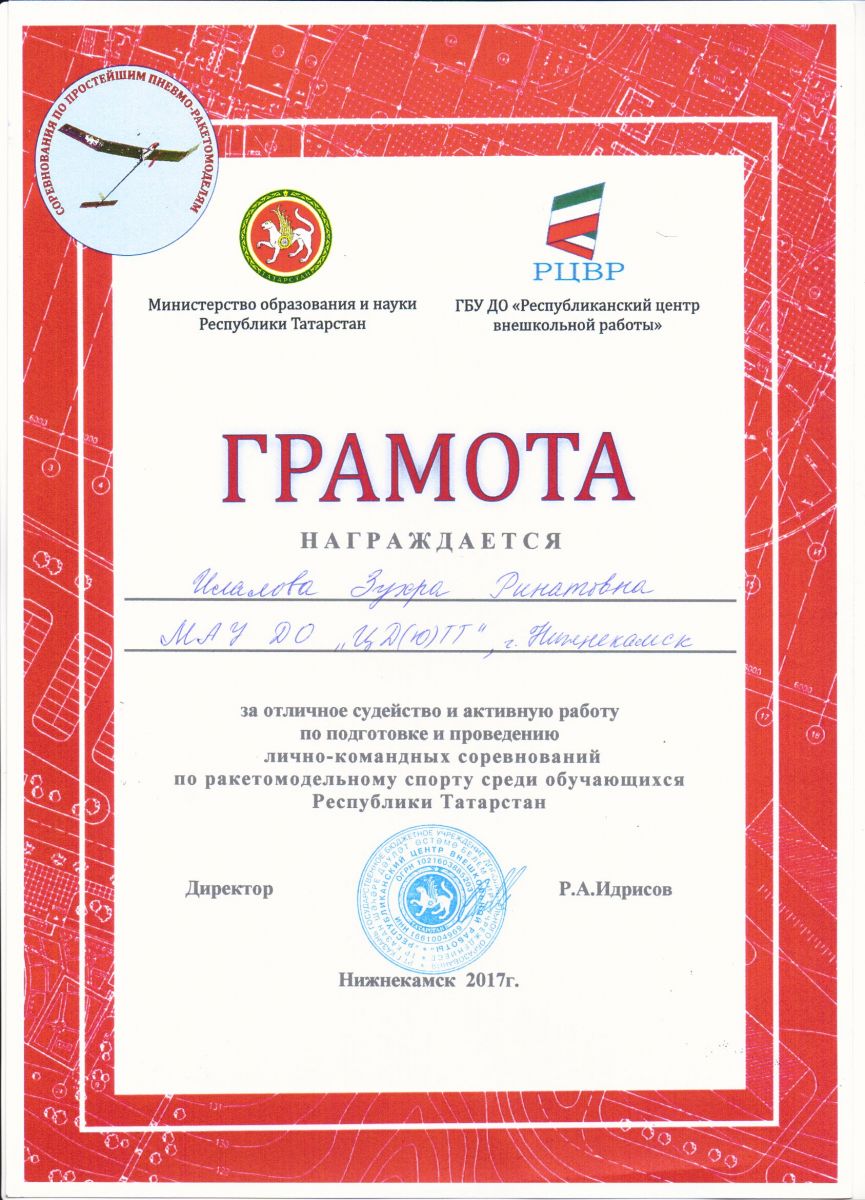 СОРЕВНОВАНИЯ ПО ПРОСТЕЙШИМ ПНЕВМО-РАКЕТОМОДЕЛЯМ
ТАТАРСТАН
РЦВР
Министерство образования и науки
Республики Татарстан
ГБУ ДО «Республиканский центр
внешкольной работы»
ГРАМОТА
НАГРАЖДАЕТСЯ
Илалова Зухра Ринатовна
МАУ ДО „ЦД(Ю)ТТ", г. Нижнекамск
за отличное судейство и активную работу
по подготовке и проведению
лично-командных соревнований
по ракетомодельному спорту среди обучающихся
Республики Татарстан
Директор
Р.А.Идрисов
Нижнекамск 2017г.